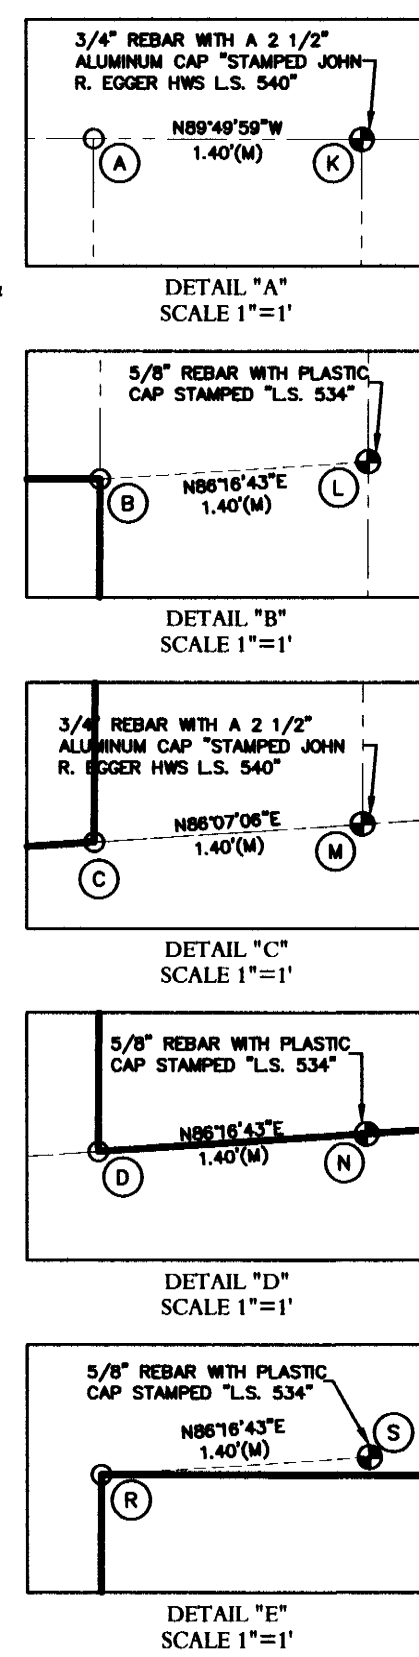 3/4" REBAR WITH A 2 1/2"
ALUMINUM CAP "STAMPED JOHN
R. EGGER HWS L.S. 540"
N89°49'59"W
1.40'(M)
A
K
DETAIL "A"
SCALE 1"=1'
5/8" REBAR WITH PLASTIC
CAP STAMPED "L.S. 534"
N86°16'43"E
1.40'(M)
B
L
DETAIL "B"
SCALE 1"=1'
3/4" REBAR WITH A 2 1/2"
ALUMINUM CAP "STAMPED JOHN
R. EGGER HWS L.S. 540"
N86°07'06"E
1.40'(M)
C
M
DETAIL "C"
SCALE 1"=1'
5/8" REBAR WITH PLASTIC
CAP STAMPED "L.S. 534"
N86°16'43"E
1.40'(M)
D
N
DETAIL "D"
SCALE 1"=1'
5/8" REBAR WITH PLASTIC
CAP STAMPED "L.S. 534"
N86°16'43"E
1.40'(M)
S
R
DETAIL "E"
SCALE 1"=1'